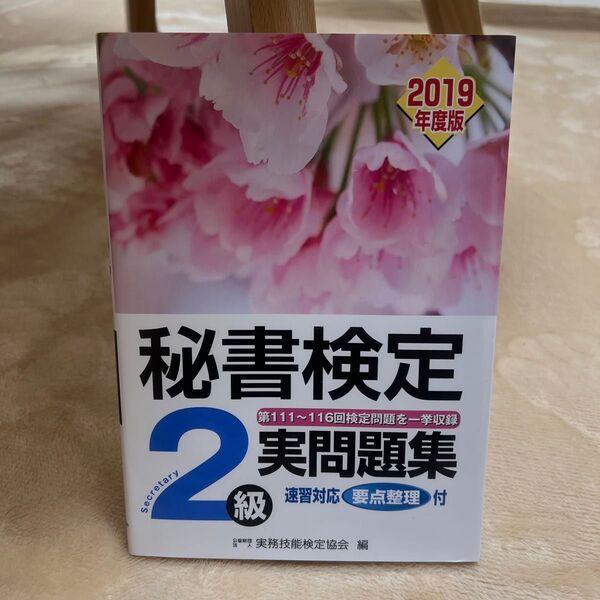 2019
年度版
秘書検定
第111〜116回検定問題を一挙収録
Secretary
2級
実問題集
速習対応 要点整理 付
公益財団法人 実務技能検定協会 編